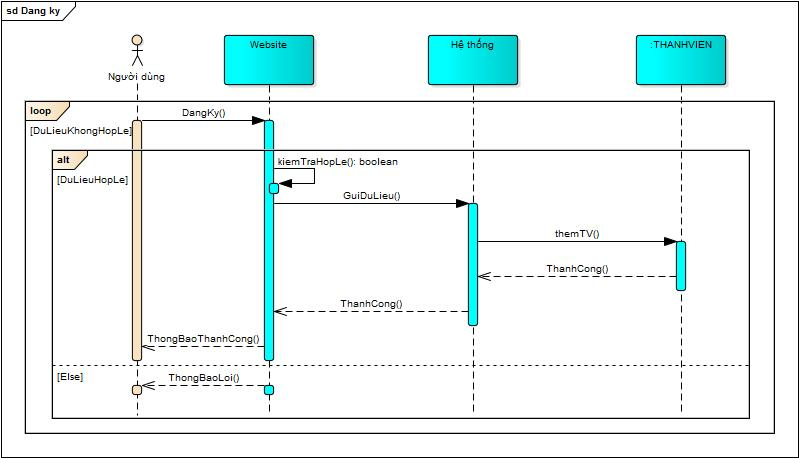 sd Dang ky
Website
Hệ thống
:THANHVIEN
Người dùng
loop
DangKy()
[DuLieuKhongHopLe]
alt
kiemTraHopLe(): boolean
[DuLieuHopLe]
GuiDuLieu()
themTV()
ThanhCong()
ThanhCong()
ThongBaoThanhCong()
[Else]
ThongBaoLoi()